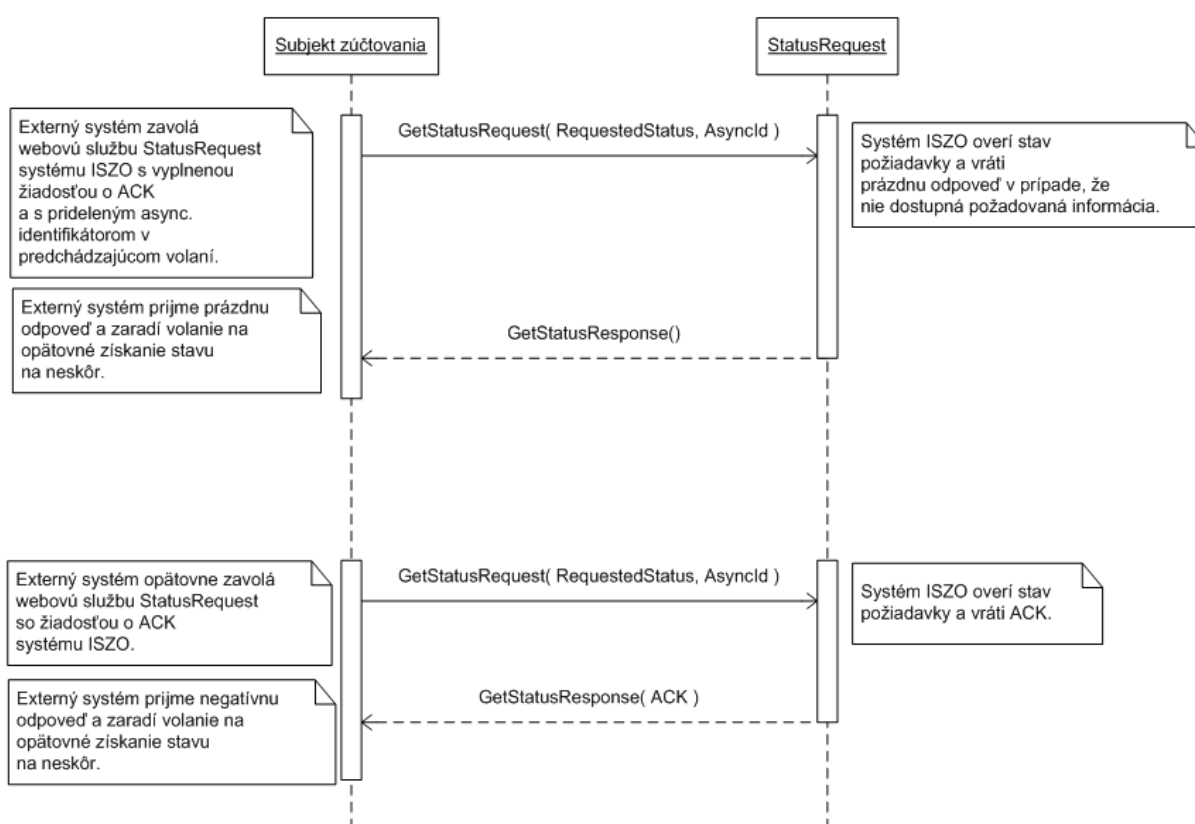 Subjekt zúčtovania
StatusRequest
Externý systém zavolá
webovú službu StatusRequest
systému ISZO s vyplnenou
žiadosťou o ACK
a s prideleným async.
identifikátorom v
predchádzajúcom volaní.
GetStatusRequest( RequestedStatus, AsyncId )
Systém ISZO overí stav
požiadavky a vráti
prázdnu odpoveď v prípade, že
nie dostupná požadovaná informácia.
Externý systém prijme prázdnu
odpoveď a zaradí volanie na
opätovné získanie stavu
na neskôr.
GetStatusResponse()
Externý systém opätovne zavolá
webovú službu StatusRequest
so žiadosťou o ACK
systému ISZO.
GetStatusRequest( RequestedStatus, AsyncId )
Systém ISZO overí stav
požiadavky a vráti ACK.
Externý systém prijme negatívnu
odpoveď a zaradí volanie na
opätovné získanie stavu
na neskôr.
GetStatusResponse( ACK )